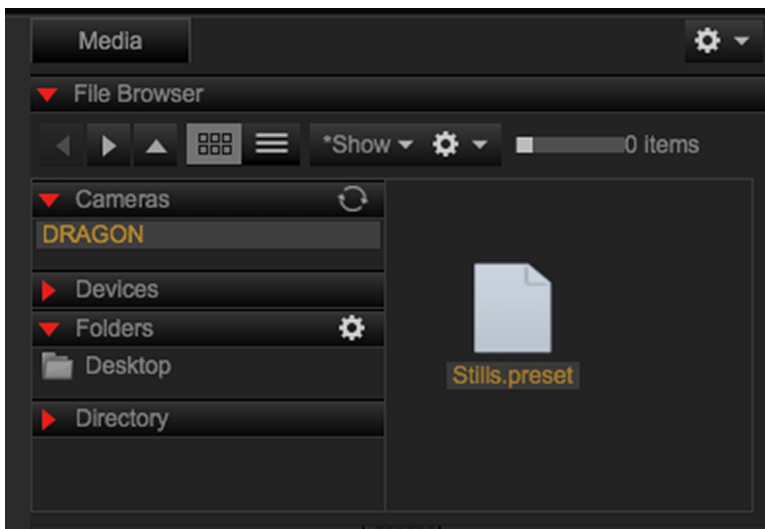 Media
File Browser
*Show
0 items
Cameras
DRAGON
Devices
Folders
Desktop
Directory
Stills.preset